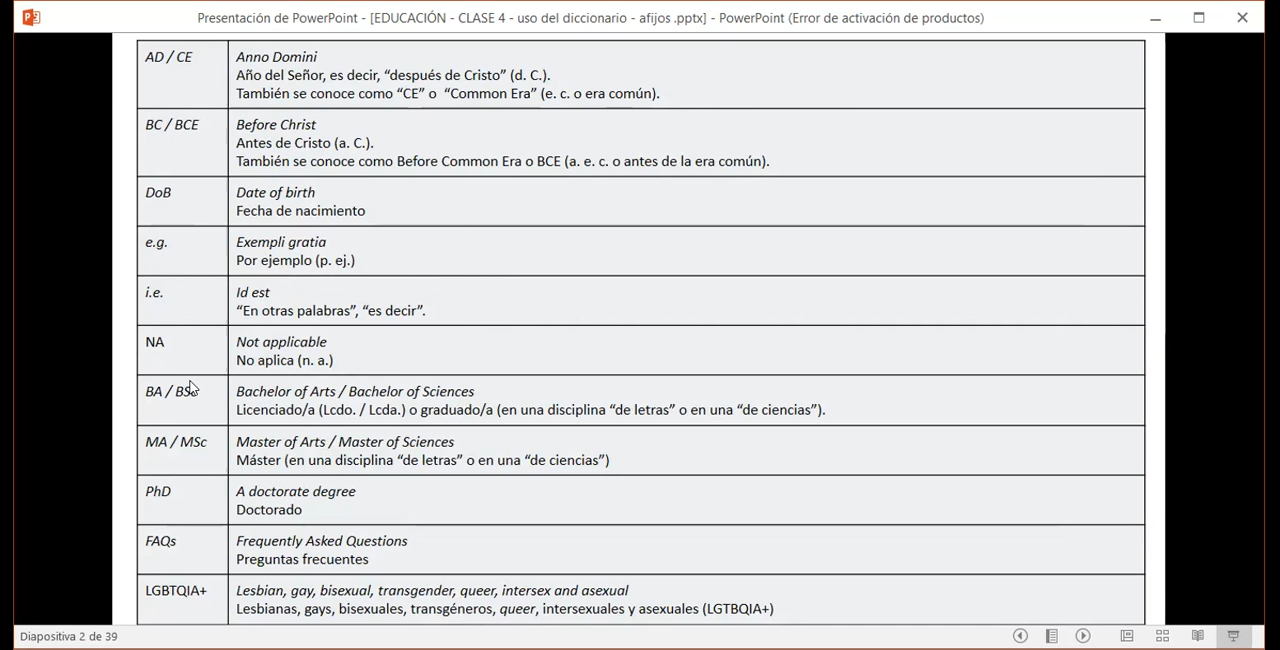 Presentación de PowerPoint - [EDUCACIÓN - CLASE 4 - uso del diccionario - afijos .pptx] - PowerPoint (Error de activación de productos)
AD / CE
Anno Domini
Año del Señor, es decir, “después de Cristo” (d. C.).
También se conoce como “CE” o “Common Era” (e. c. o era común).
BC / BCE
Before Christ
Antes de Cristo (a. C.).
También se conoce como Before Common Era o BCE (a. e. c. o antes de la era común).
DoB
Date of birth
Fecha de nacimiento
e.g.
Exempli gratia
Por ejemplo (p. ej.)
i.e.
Id est
“En otras palabras”, “es decir”.
NA
Not applicable
No aplica (n. a.)
BA / BSc
Bachelor of Arts / Bachelor of Sciences
Licenciado/a (Lcdo. / Lcda.) o graduado/a (en una disciplina “de letras” o en una “de ciencias”).
MA / MSc
Master of Arts / Master of Sciences
Máster (en una disciplina “de letras” o en una “de ciencias”)
PhD
A doctorate degree
Doctorado
FAQs
Frequently Asked Questions
Preguntas frecuentes
LGBTQIA+
Lesbian, gay, bisexual, transgender, queer, intersex and asexual
Lesbianas, gays, bisexuales, transgéneros, queer, intersexuales y asexuales (LGTBQIA+)
Diapositiva 2 de 39